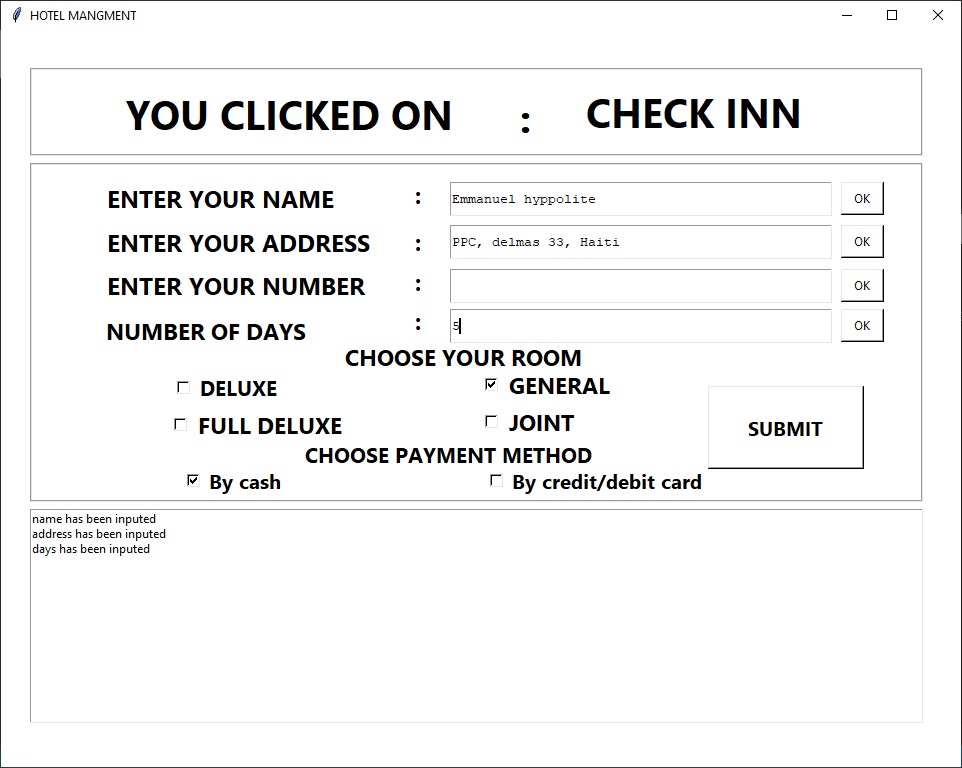 HOTEL MANGMENT
YOU CLICKED ON : CHECK INN
ENTER YOUR NAME : Emmanuel hyppolite OK
ENTER YOUR ADDRESS : PPC, delmas 33, Haiti OK
ENTER YOUR NUMBER : OK
NUMBER OF DAYS : 5 OK
CHOOSE YOUR ROOM
DELUXE GENERAL
FULL DELUXE JOINT
SUBMIT
CHOOSE PAYMENT METHOD
By cash By credit/debit card
name has been inputed
address has been inputed
days has been inputed